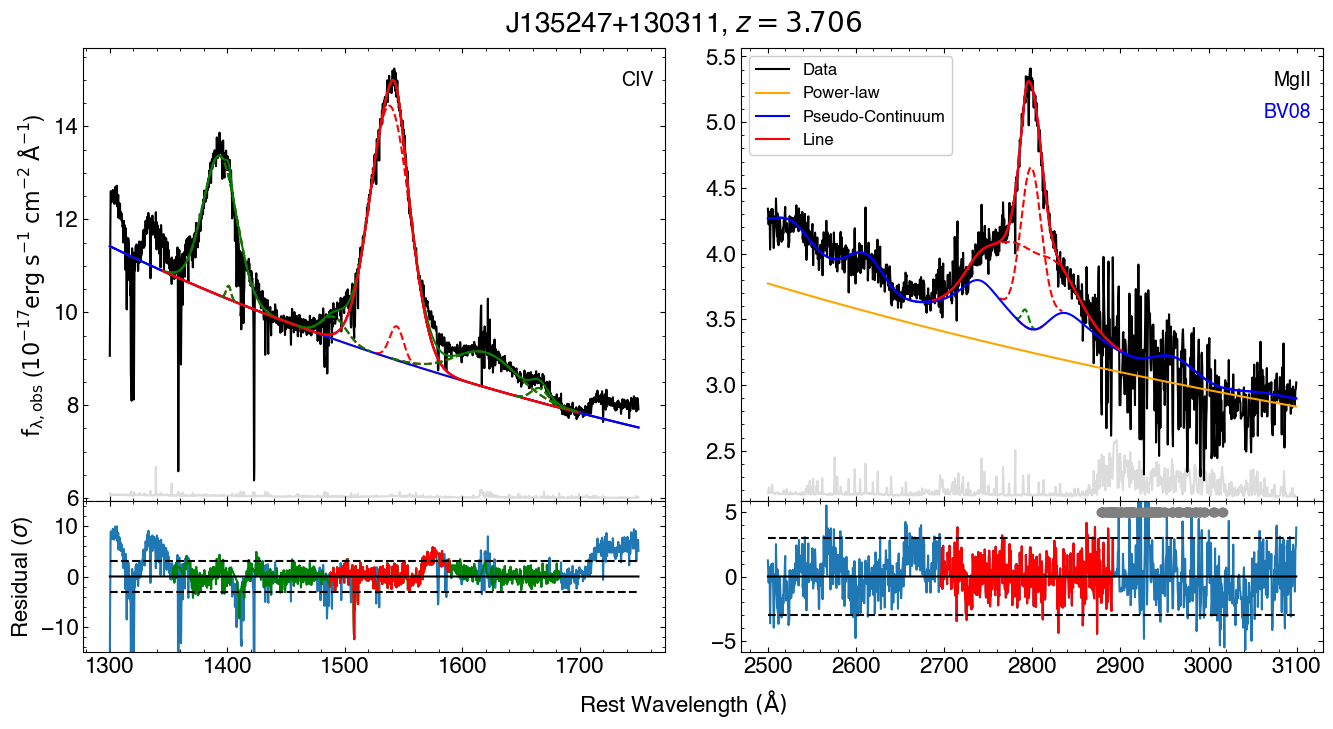 J135247+130311, z = 3.706
CIV
14
12
10
8
6
f_λ,obs (10⁻¹⁷erg s⁻¹ cm⁻² Å⁻¹)
Data
Power-law
Pseudo-Continuum
Line
MgII
BV08
5.5
5.0
4.5
4.0
3.5
3.0
2.5
Residual (σ)
10
0
−10
5
0
−5
1300 1400 1500 1600 1700
2500 2600 2700 2800 2900 3000 3100
Rest Wavelength (Å)